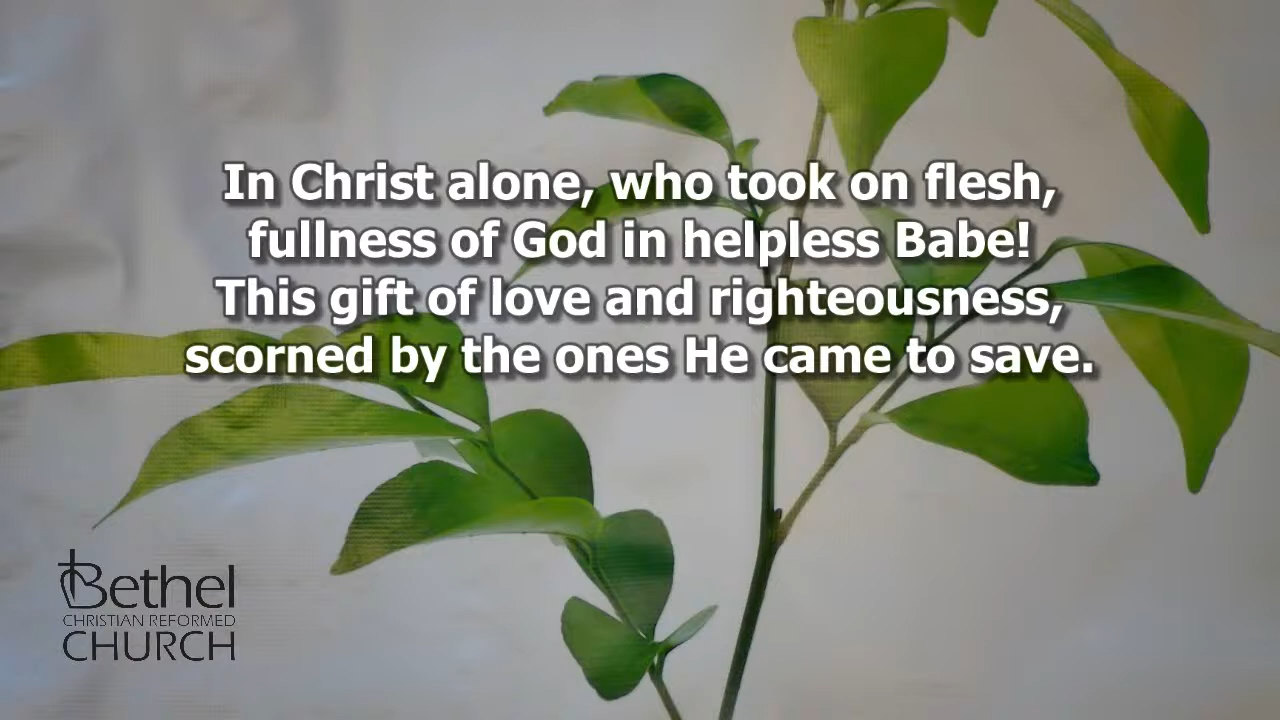 In Christ alone, who took on flesh,
fullness of God in helpless Babe!
This gift of love and righteousness,
scorned by the ones He came to save.
Bethel
CHRISTIAN REFORMED
CHURCH